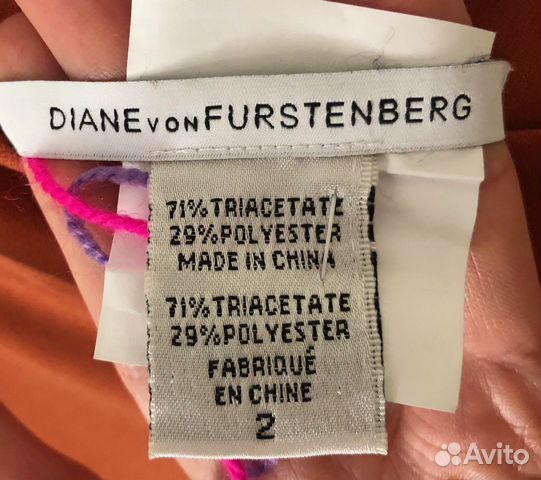 DIANE VON FURSTENBERG
71% TRIACETATE
29% POLYESTER
MADE IN CHINA
71% TRIACETATE
29% POLYESTER
FABRIQUÉ
EN CHINE
2
Avito